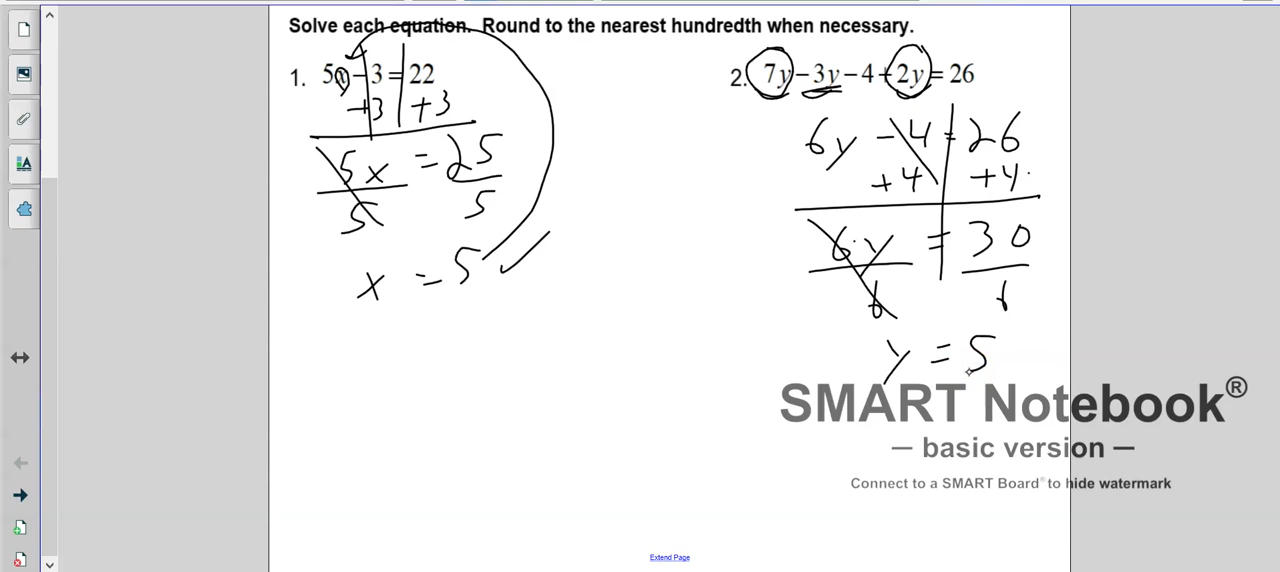 Solve each equation. Round to the nearest hundredth when necessary.
1. 5x − 3 = 22
+3 +3
5x = 25
5 5
x = 5
2. 7y − 3y − 4 + 2y = 26
6y − 4 = 26
+4 +4
6y = 30
6 6
y = 5
SMART Notebook®
— basic version —
Connect to a SMART Board® to hide watermark
Extend Page